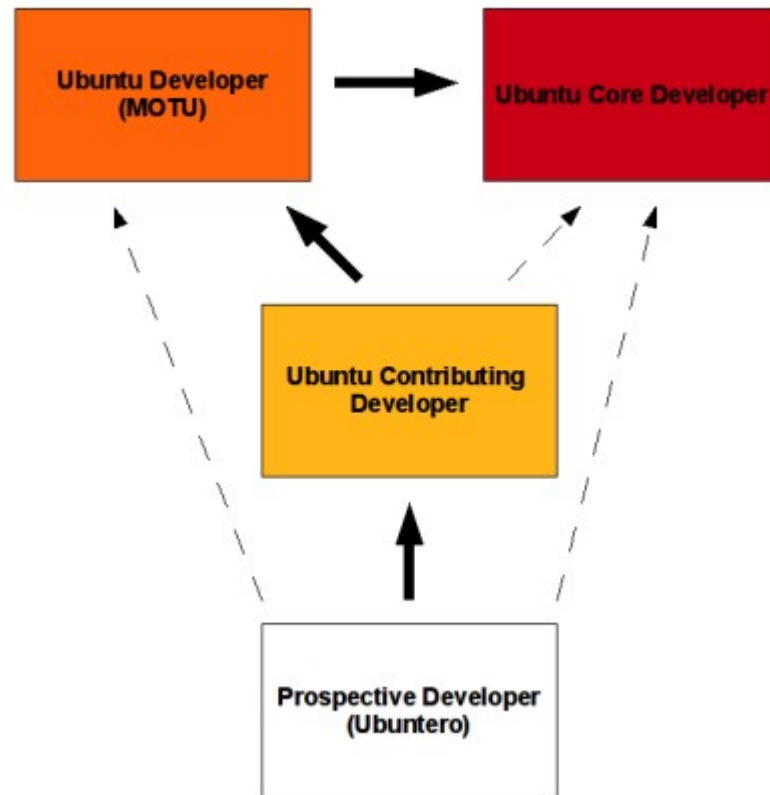 Ubuntu Developer
(MOTU)
Ubuntu Core Developer
Ubuntu Contributing
Developer
Prospective Developer
(Ubuntero)